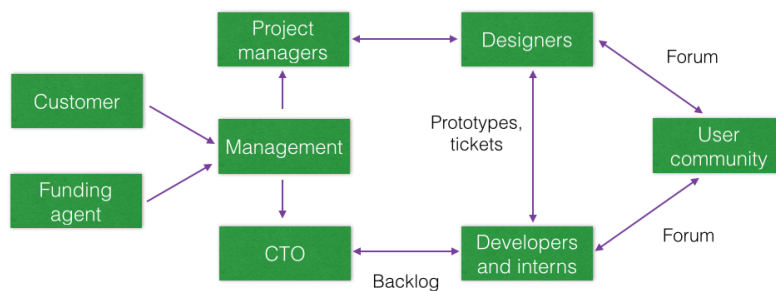 Project
managers
Designers
Forum
Customer
Prototypes,
tickets
Management
User
community
Funding
agent
CTO
Backlog
Developers
and interns
Forum